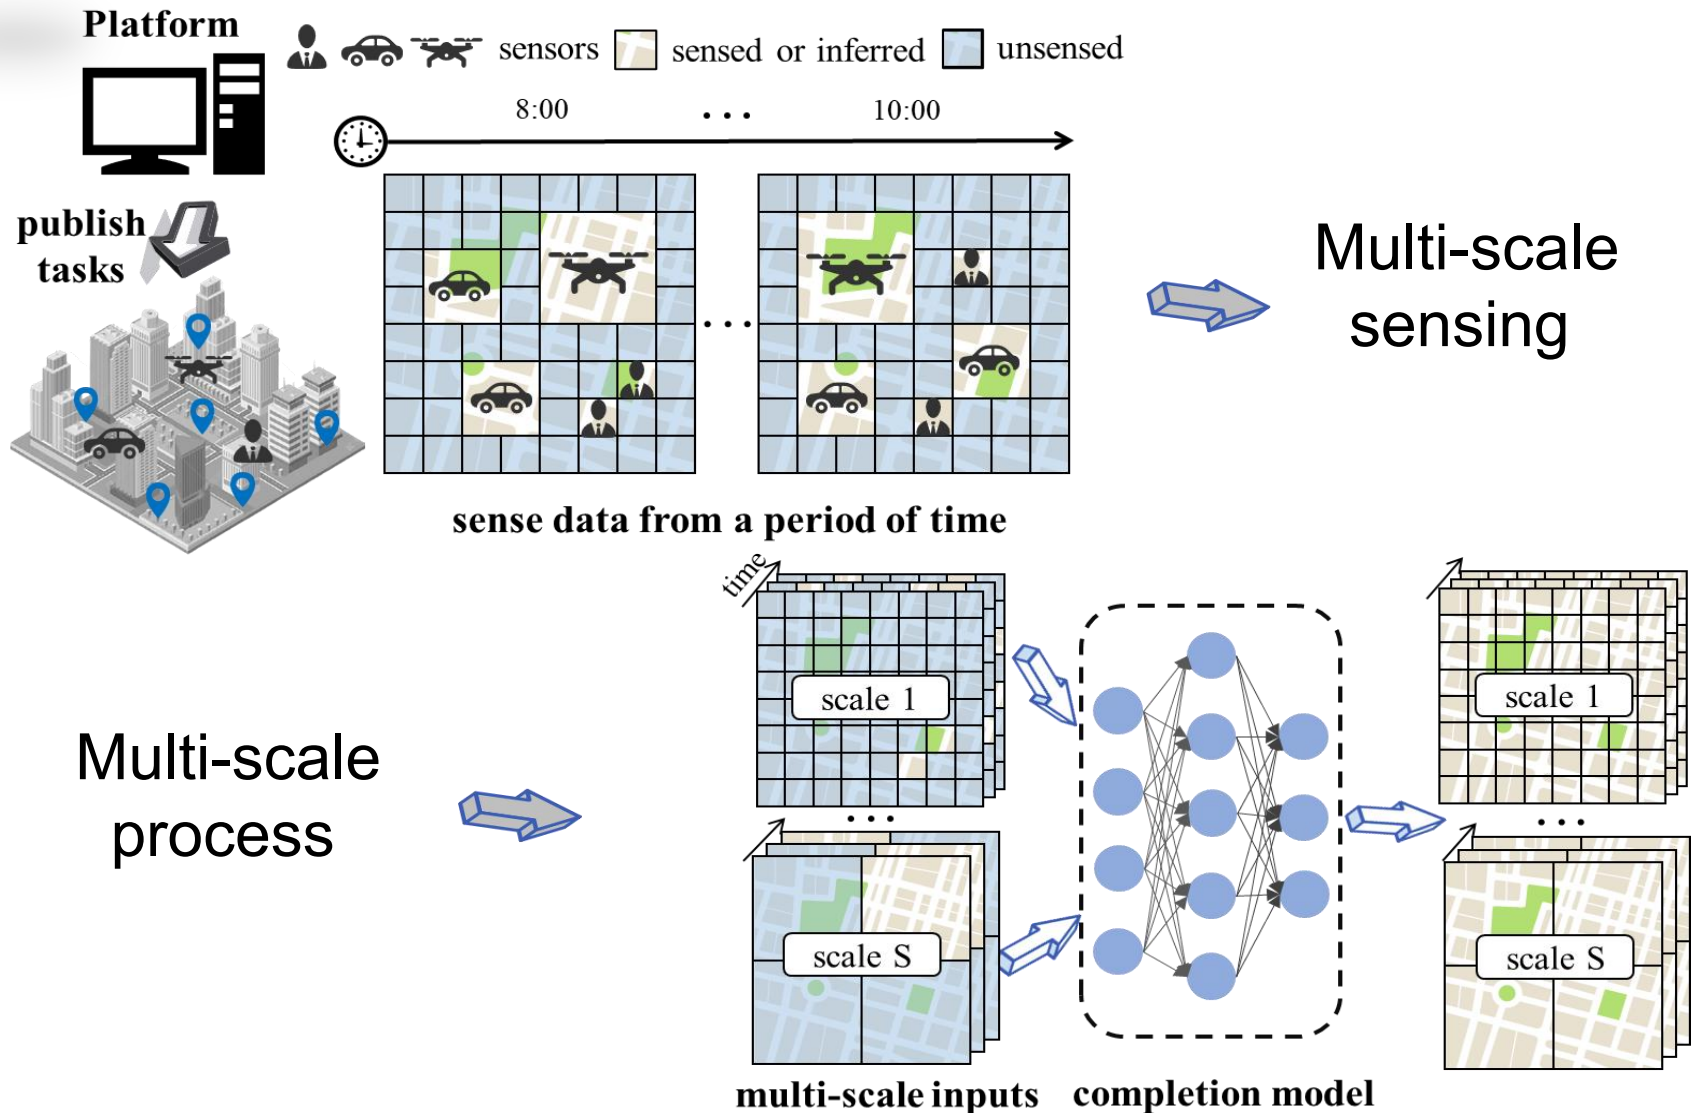 Platform
sensors
sensed or inferred
unsensed
8:00
...
10:00
publish
tasks
...
Multi-scale
sensing
sense data from a period of time
time
scale 1
scale 1
Multi-scale
process
...
...
scale S
scale S
multi-scale inputs
completion model